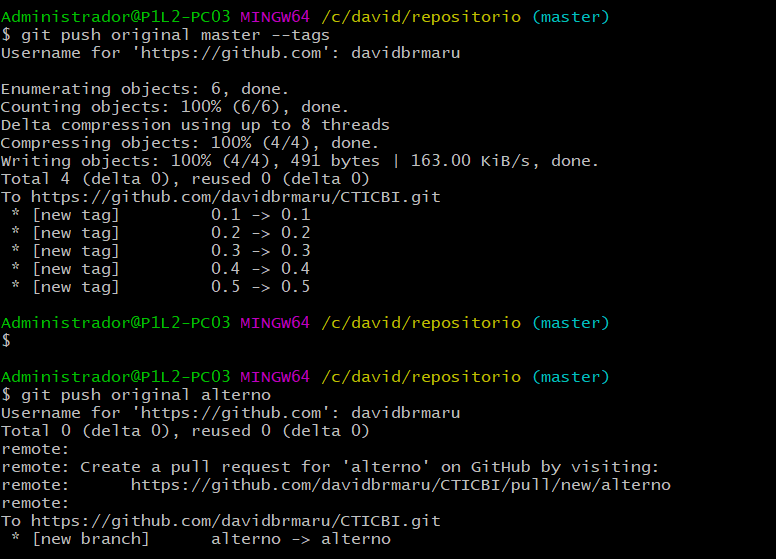 Administrador@P1L2-PC03 MINGW64 /c/david/repositorio (master)
$ git push original master --tags
Username for 'https://github.com': davidbrmaru
Enumerating objects: 6, done.
Counting objects: 100% (6/6), done.
Delta compression using up to 8 threads
Compressing objects: 100% (4/4), done.
Writing objects: 100% (4/4), 491 bytes | 163.00 KiB/s, done.
Total 4 (delta 0), reused 0 (delta 0)
To https://github.com/davidbrmaru/CTICBI.git
 * [new tag]         0.1 -> 0.1
 * [new tag]         0.2 -> 0.2
 * [new tag]         0.3 -> 0.3
 * [new tag]         0.4 -> 0.4
 * [new tag]         0.5 -> 0.5
Administrador@P1L2-PC03 MINGW64 /c/david/repositorio (master)
$
Administrador@P1L2-PC03 MINGW64 /c/david/repositorio (master)
$ git push original alterno
Username for 'https://github.com': davidbrmaru
Total 0 (delta 0), reused 0 (delta 0)
remote:
remote: Create a pull request for 'alterno' on GitHub by visiting:
remote:      https://github.com/davidbrmaru/CTICBI/pull/new/alterno
remote:
To https://github.com/davidbrmaru/CTICBI.git
 * [new branch]      alterno -> alterno